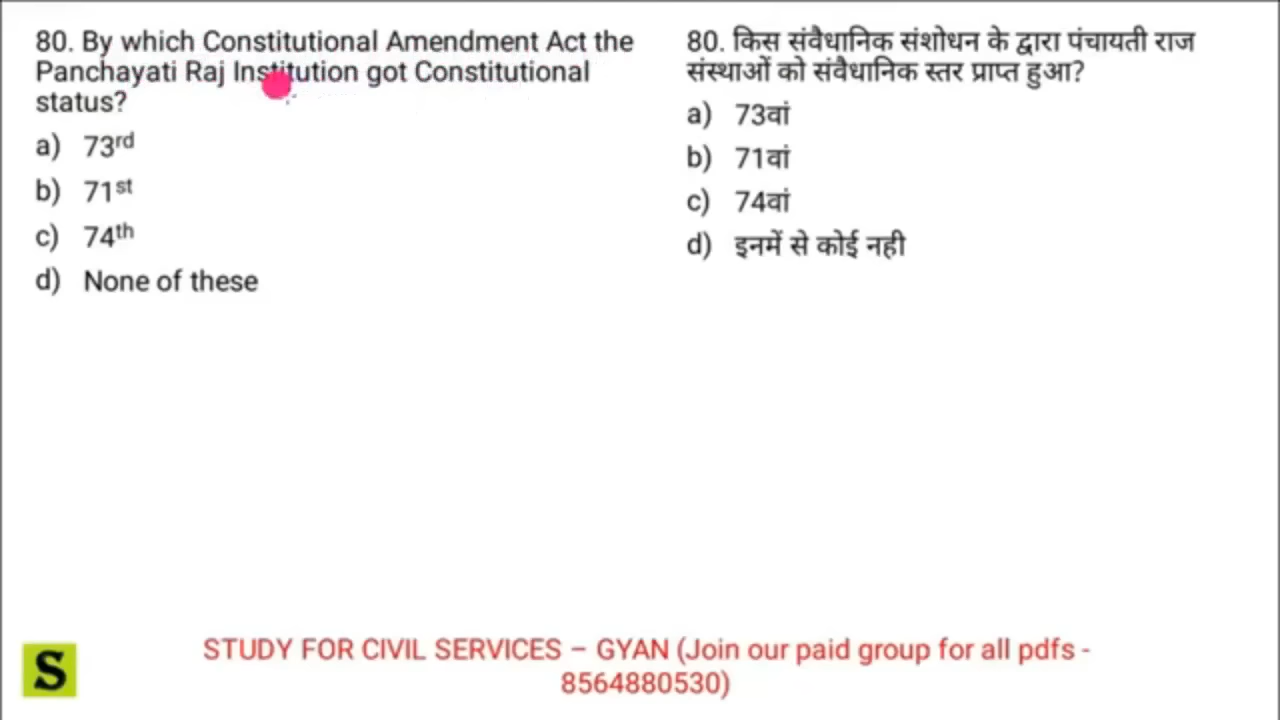 80. By which Constitutional Amendment Act the
Panchayati Raj Institution got Constitutional
status?
a) 73rd
b) 71st
c) 74th
d) None of these
80. किस संवैधानिक संशोधन के द्वारा पंचायती राज
संस्थाओं को संवैधानिक स्तर प्राप्त हुआ?
a) 73वां
b) 71वां
c) 74वां
d) इनमें से कोई नही
S
STUDY FOR CIVIL SERVICES – GYAN (Join our paid group for all pdfs -
8564880530)